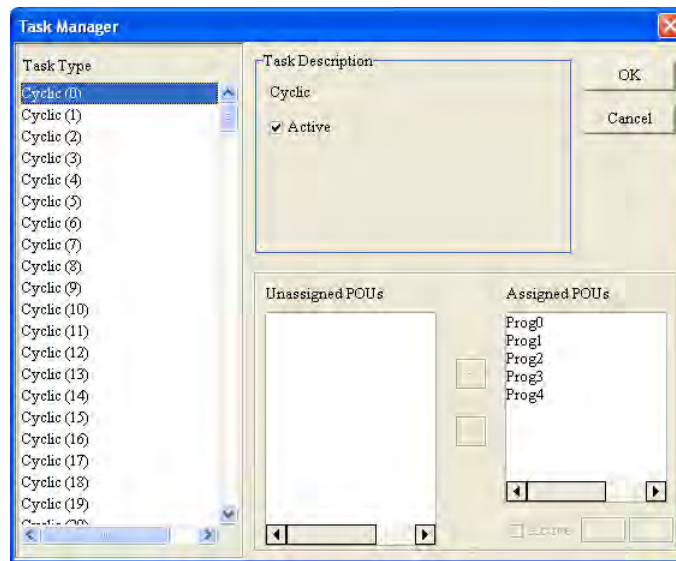 Task Manager
Task Type
Cyclic (0)
Cyclic (1)
Cyclic (2)
Cyclic (3)
Cyclic (4)
Cyclic (5)
Cyclic (6)
Cyclic (7)
Cyclic (8)
Cyclic (9)
Cyclic (10)
Cyclic (11)
Cyclic (12)
Cyclic (13)
Cyclic (14)
Cyclic (15)
Cyclic (16)
Cyclic (17)
Cyclic (18)
Cyclic (19)
Cyclic (20)
Task Description
Cyclic
Active
OK
Cancel
Unassigned POUs
Assigned POUs
Prog0
Prog1
Prog2
Prog3
Prog4
Active